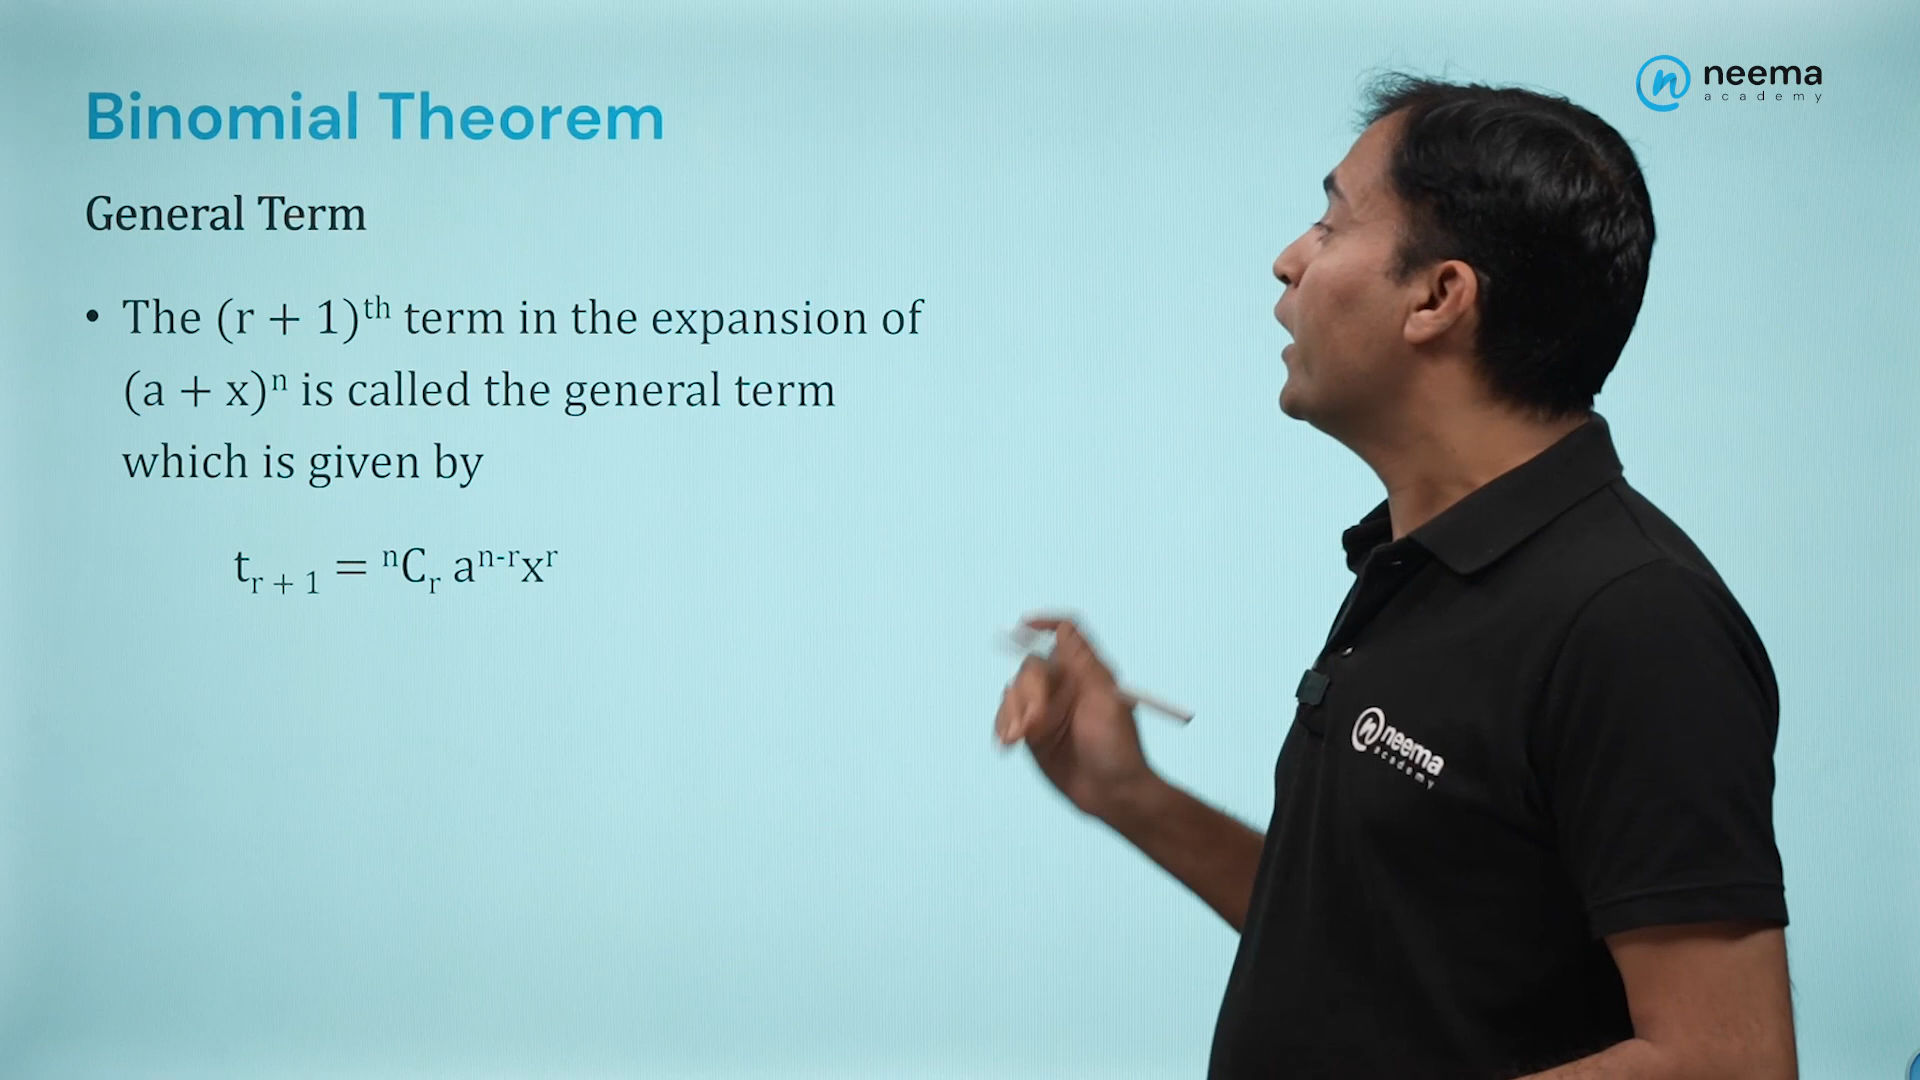 neema
academy
Binomial Theorem
General Term
• The (r + 1)ᵗʰ term in the expansion of
(a + x)ⁿ is called the general term
which is given by
tᵣ ₊ ₁ = ⁿCᵣ aⁿ⁻ʳxʳ
neema
academy